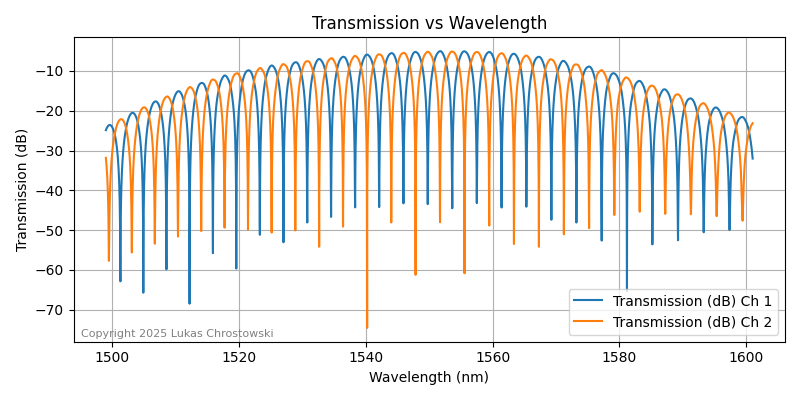 Transmission vs Wavelength
Transmission (dB)
−10
−20
−30
−40
−50
−60
−70
Transmission (dB) Ch 1
Transmission (dB) Ch 2
Copyright 2025 Lukas Chrostowski
1500 1520 1540 1560 1580 1600
Wavelength (nm)